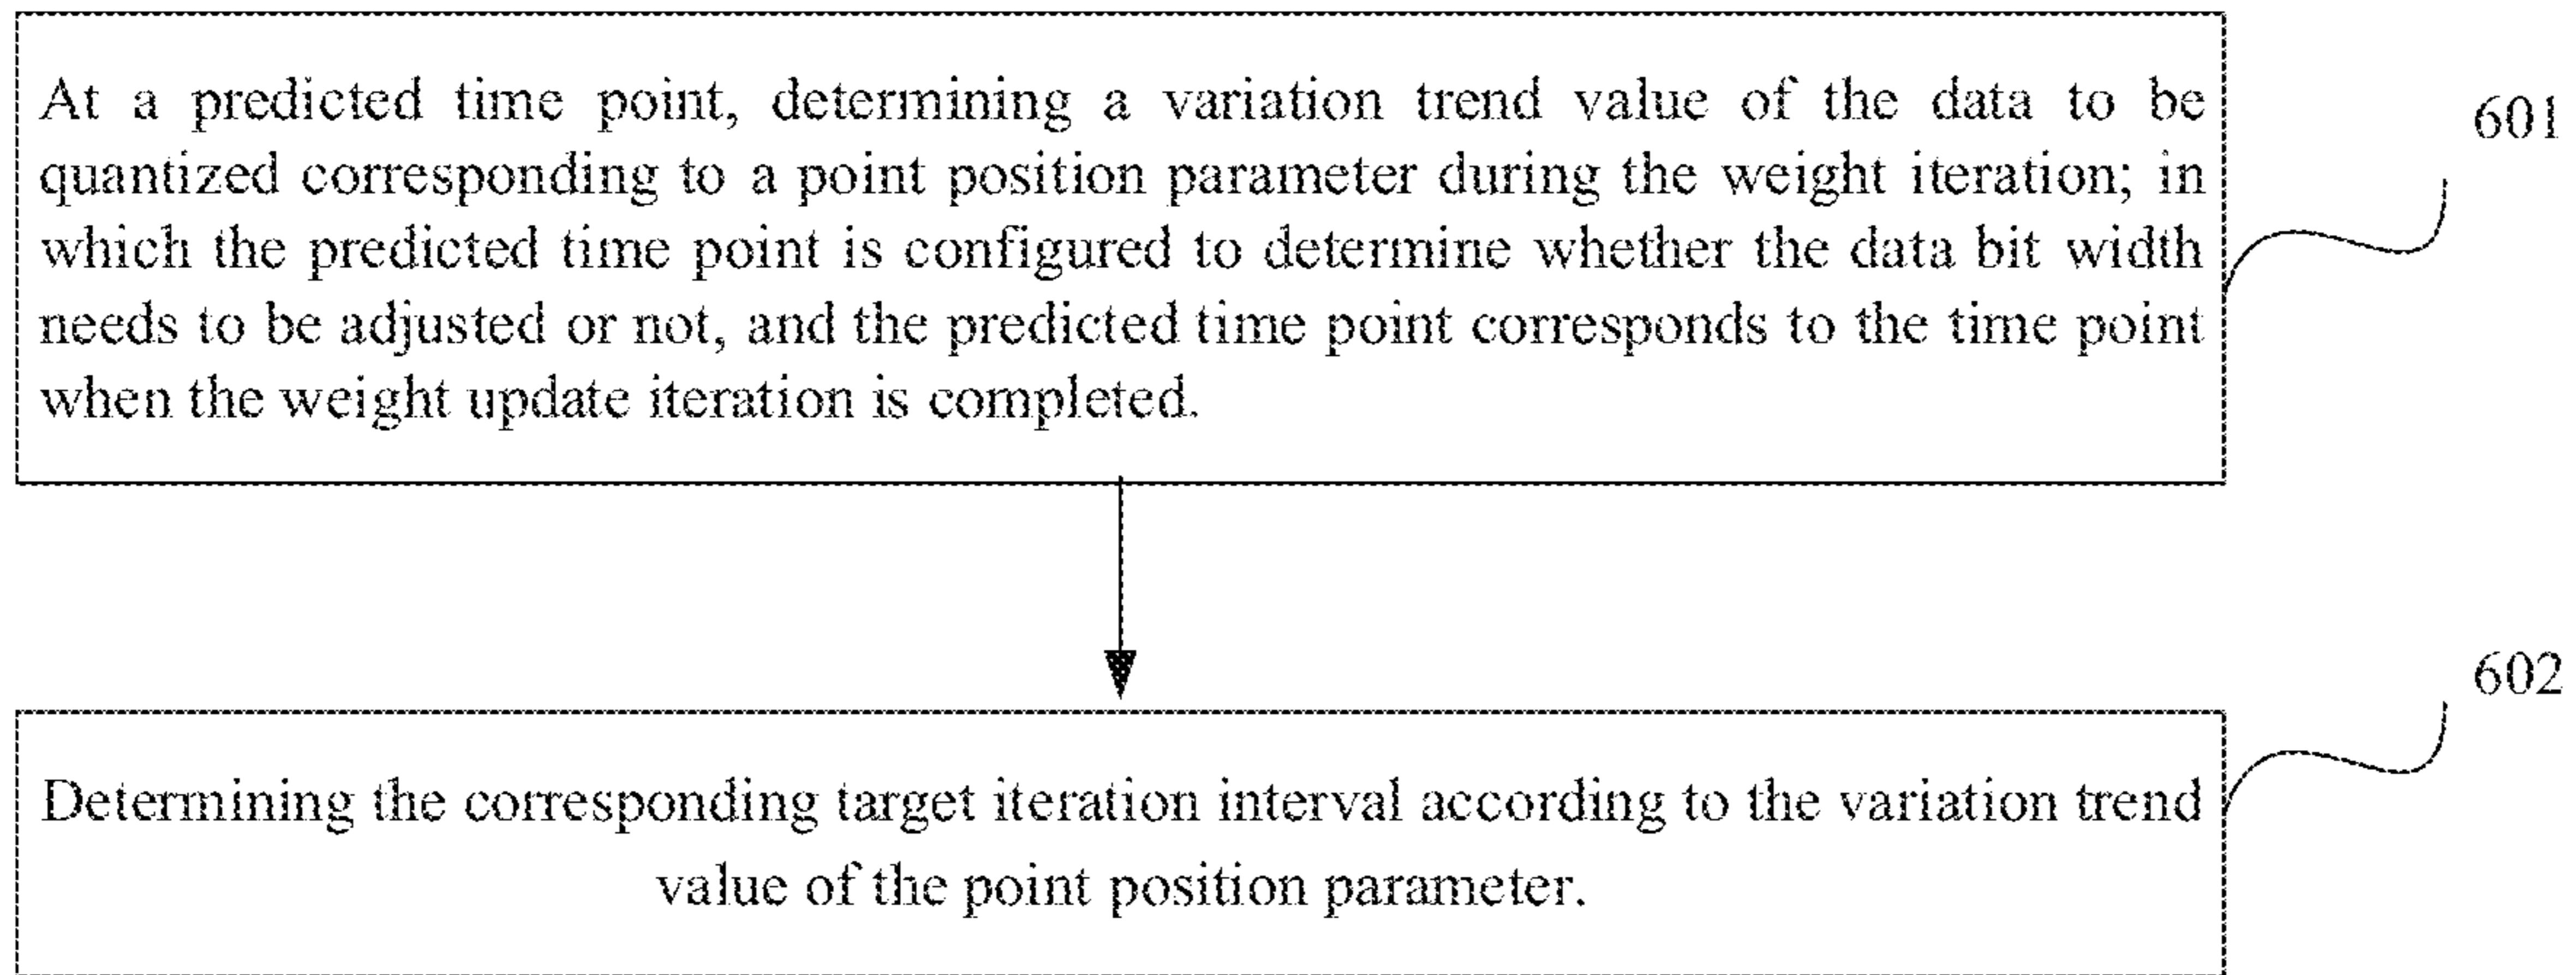 At a predicted time point, determining a variation trend value of the data to be
quantized corresponding to a point position parameter during the weight iteration; in
which the predicted time point is configured to determine whether the data bit width
needs to be adjusted or not, and the predicted time point corresponds to the time point
when the weight update iteration is completed.
601
602
Determining the corresponding target iteration interval according to the variation trend
value of the point position parameter.